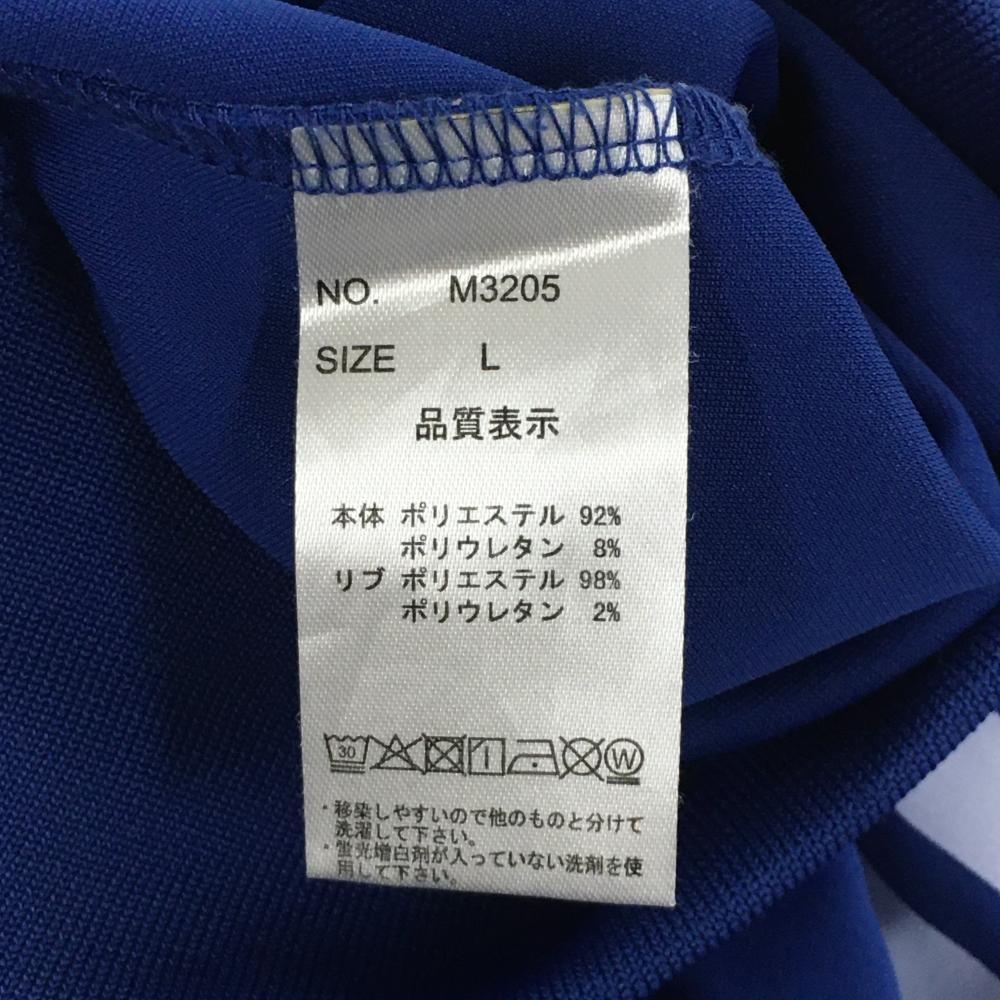 NO. M3205
SIZE L
品質表示
本体 ポリエステル 92%
ポリウレタン 8%
リブ ポリエステル 98%
ポリウレタン 2%
30 W
・移染しやすいので他のものと分けて
洗濯して下さい。
・蛍光増白剤が入っていない洗剤を使
用して下さい。